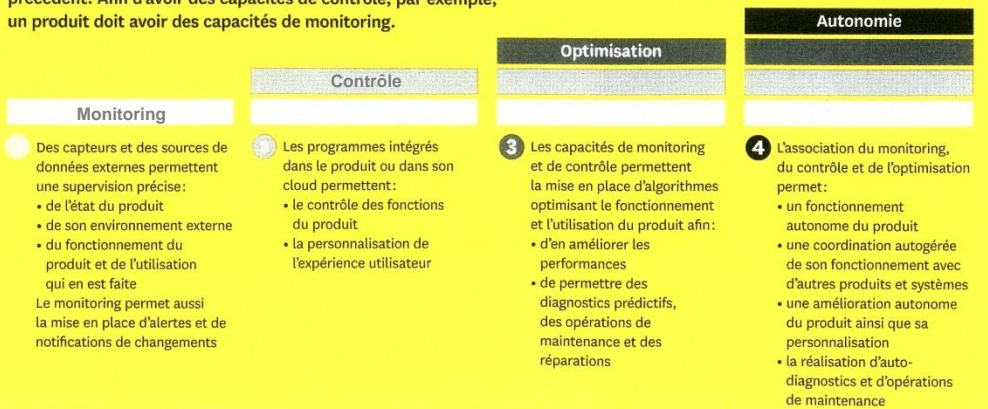 précédent. Afin d'avoir des capacités de contrôle, par exemple,
un produit doit avoir des capacités de monitoring.
Monitoring
Des capteurs et des sources de
données externes permettent
une supervision précise:
• de l'état du produit
• de son environnement externe
• du fonctionnement du
produit et de l'utilisation
qui en est faite
Le monitoring permet aussi
la mise en place d'alertes et de
notifications de changements
Contrôle
Les programmes intégrés
dans le produit ou dans son
cloud permettent:
• le contrôle des fonctions
du produit
• la personnalisation de
l'expérience utilisateur
Optimisation
3 Les capacités de monitoring
et de contrôle permettent
la mise en place d'algorithmes
optimisant le fonctionnement
et l'utilisation du produit afin:
• d'en améliorer les
performances
• de permettre des
diagnostics prédictifs,
des opérations de
maintenance et des
réparations
Autonomie
4 L'association du monitoring,
du contrôle et de l'optimisation
permet:
• un fonctionnement
autonome du produit
• une coordination autogérée
de son fonctionnement avec
d'autres produits et systèmes
• une amélioration autonome
du produit ainsi que sa
personnalisation
• la réalisation d'auto-
diagnostics et d'opérations
de maintenance